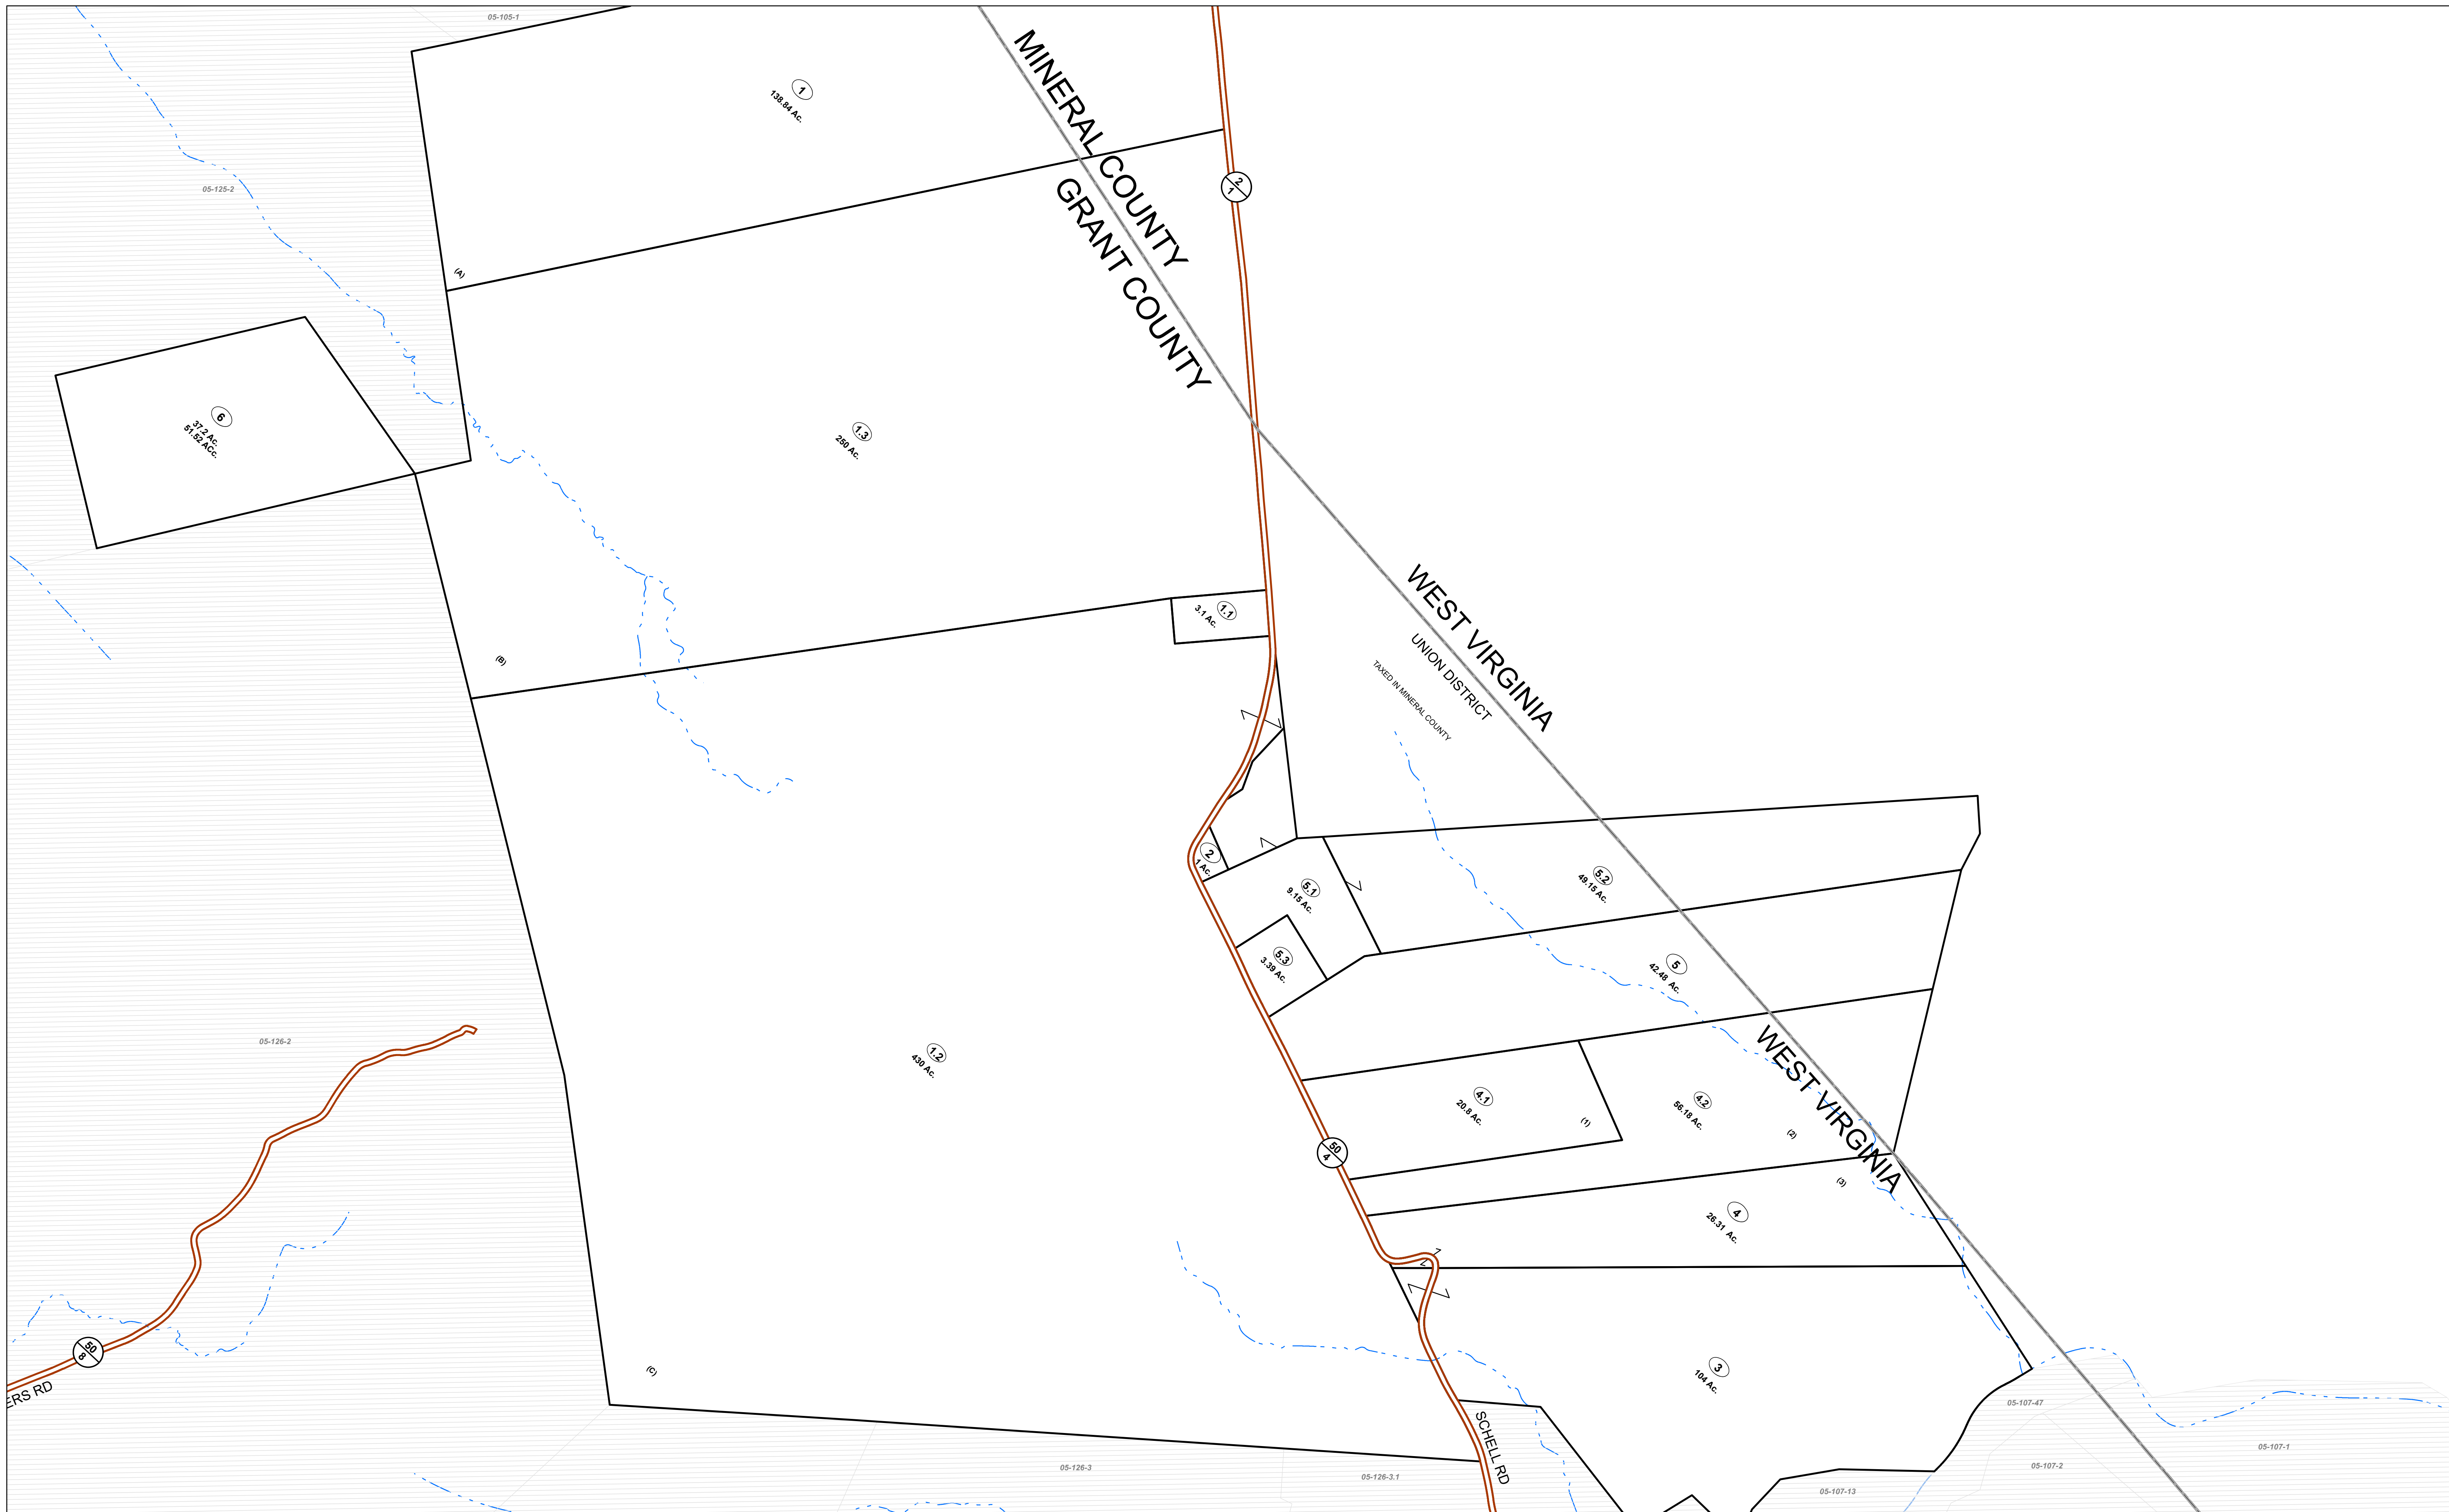 05-105-1
MINERAL COUNTY
1
138.84 Ac.
2
1
05-125-2
GRANT COUNTY
(A)
6
37.2 Ac.
51.52 ACc.
1.3
250 Ac.
1.1
3.1 Ac.
WEST VIRGINIA
UNION DISTRICT
TAXED IN MINERAL COUNTY
(B)
2
1 Ac.
5.1
9.15 Ac.
5.2
49.15 Ac.
5.3
3.39 Ac.
5
42.48 Ac.
05-126-2
1.2
430 Ac.
WEST VIRGINIA
4.1
20.8 Ac.
(1)
4.2
56.18 Ac.
(2)
50
4
(3)
4
26.31 Ac.
50
8
ERS RD
(C)
3
104 Ac.
SCHELL RD
05-107-47
05-107-1
05-107-2
05-126-3
05-126-3.1
05-107-13